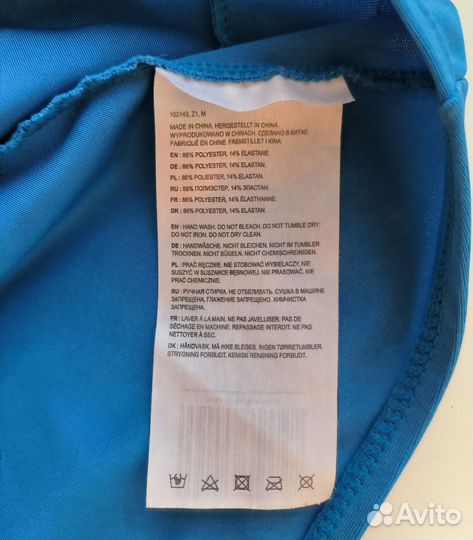 102143, Z1, M
MADE IN CHINA. HERGESTELLT IN CHINA.
WYPRODUKOWANO W CHINACH. СДЕЛАНО В КИТАЕ.
FABRIQUÉ EN CHINE. FREMSTILLET I KINA.
EN : 86% POLYESTER, 14% ELASTANE.
DE : 86% POLYESTER, 14% ELASTAN.
PL : 86% POLIESTER, 14% ELASTAN.
RU : 86% ПОЛИЭСТЕР, 14% ЭЛАСТАН.
FR : 86% POLYESTER, 14% ÉLASTHANNE.
DK : 86% POLYESTER, 14% ELASTAN.
EN : HAND WASH. DO NOT BLEACH. DO NOT TUMBLE DRY.
DO NOT IRON. DO NOT DRY CLEAN.
DE : HANDWÄSCHE. NICHT BLEICHEN. NICHT IM TUMBLER
TROCKNEN. NICHT BÜGELN. NICHT CHEMISCHREINIGEN.
PL : PRAĆ RĘCZNIE. NIE STOSOWAĆ WYBIELACZY. NIE
SUSZYĆ W SUSZARCE BĘBNOWEJ. NIE PRASOWAĆ. NIE
PRAĆ CHEMICZNIE.
RU : РУЧНАЯ СТИРКА. НЕ ОТБЕЛИВАТЬ. СУШКА В МАШИНЕ
ЗАПРЕЩЕНА. ГЛАЖЕНИЕ ЗАПРЕЩЕНО. ХИМЧИСТКА
ЗАПРЕЩЕНА.
FR : LAVER À LA MAIN. NE PAS JAVELLISER. PAS DE
SÉCHAGE EN MACHINE. REPASSAGE INTERDIT. NE PAS
NETTOYER À SEC.
DK : HÅNDVASK. MÅ IKKE BLEGES. INGEN TØRRETUMBLER.
STRYGNING FORBUDT. KEMISK RENSNING FORBUDT.
Avito